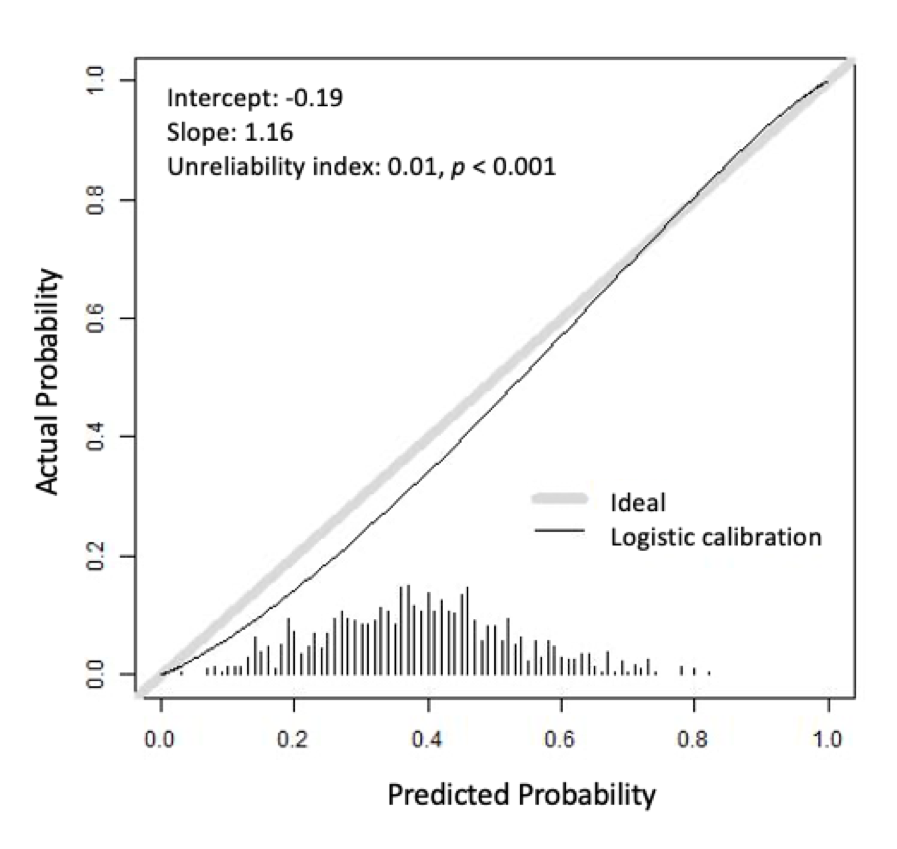 Intercept: -0.19
Slope: 1.16
Unreliability index: 0.01, p < 0.001
Actual Probability
1.0
0.8
0.6
0.4
0.2
0.0
Ideal
Logistic calibration
0.0 0.2 0.4 0.6 0.8 1.0
Predicted Probability